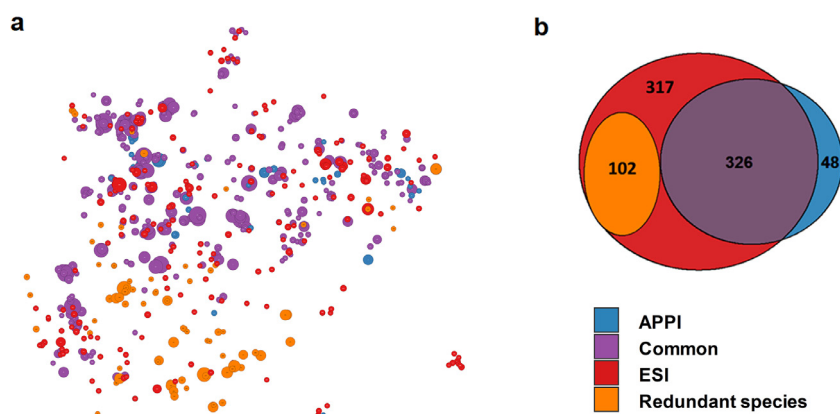 a
b
317
102
326
48
APPI
Common
ESI
Redundant species